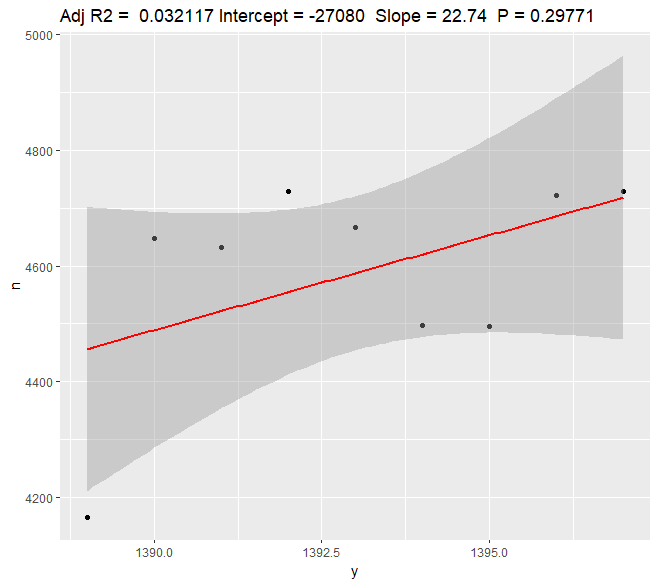 Adj R2 =  0.032117 Intercept = -27080  Slope = 22.74  P = 0.29771
5000
4800
4600
4400
4200
n
1390.0 1392.5 1395.0
y